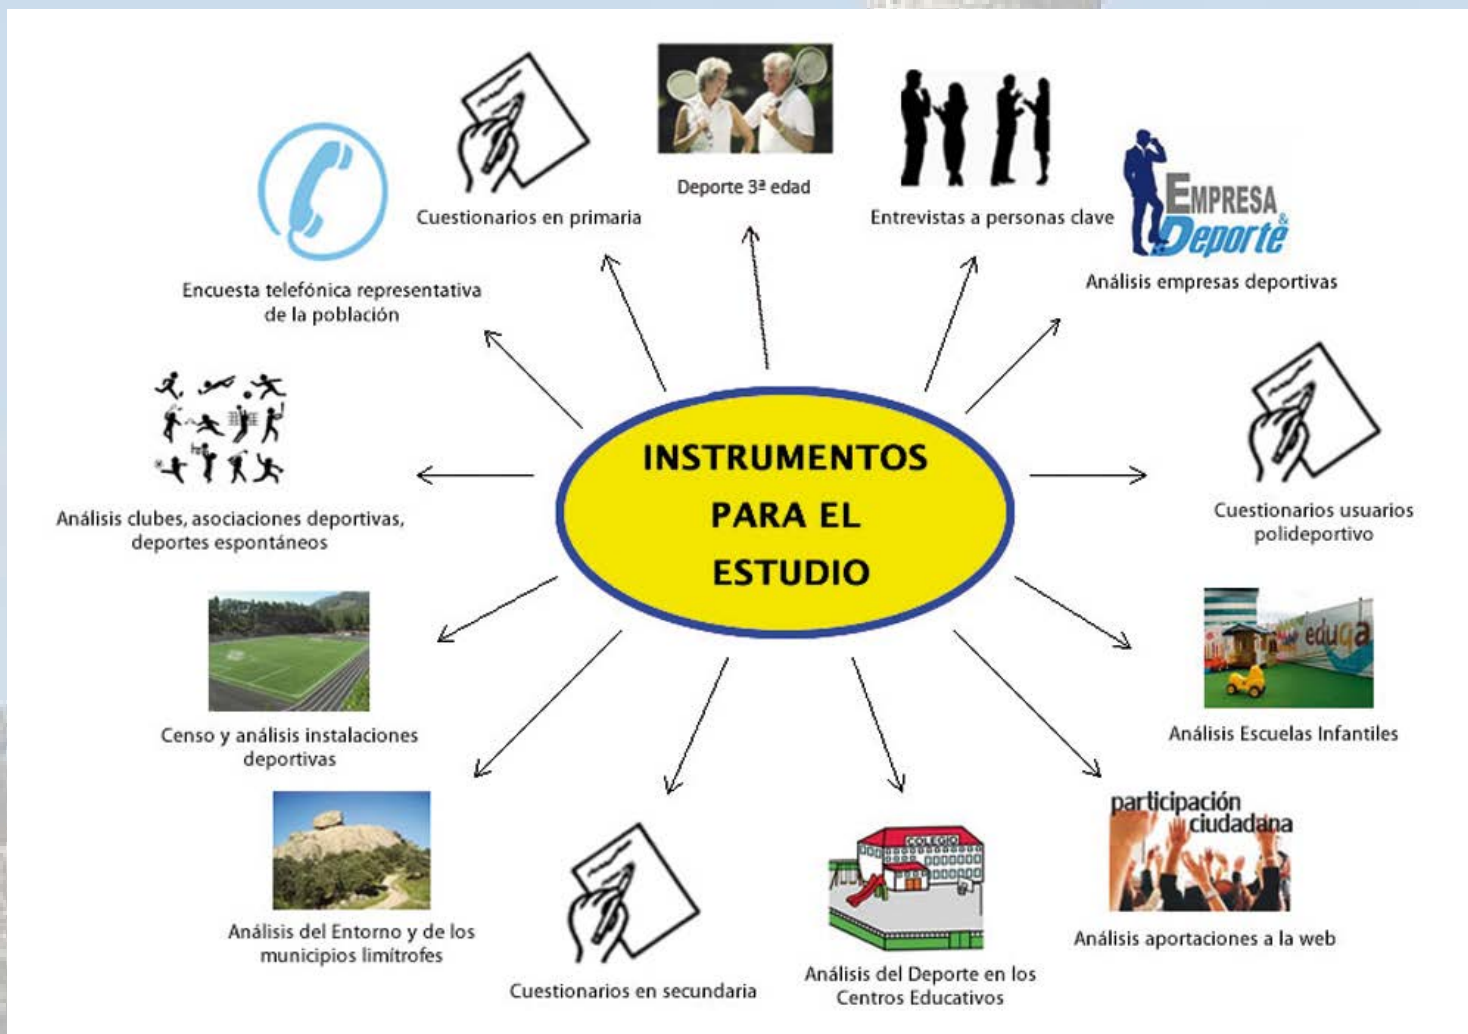 Deporte 3ª edad
Cuestionarios en primaria
Entrevistas a personas clave
EMPRESA
& Deporte
Análisis empresas deportivas
Encuesta telefónica representativa
de la población
INSTRUMENTOS
PARA EL
ESTUDIO
Análisis clubes, asociaciones deportivas,
deportes espontáneos
Cuestionarios usuarios
polideportivo
eduqa
Censo y análisis instalaciones
deportivas
Análisis Escuelas Infantiles
participación
ciudadana
COLEGIO
Análisis del Entorno y de los
municipios limítrofes
Análisis aportaciones a la web
Cuestionarios en secundaria
Análisis del Deporte en los
Centros Educativos